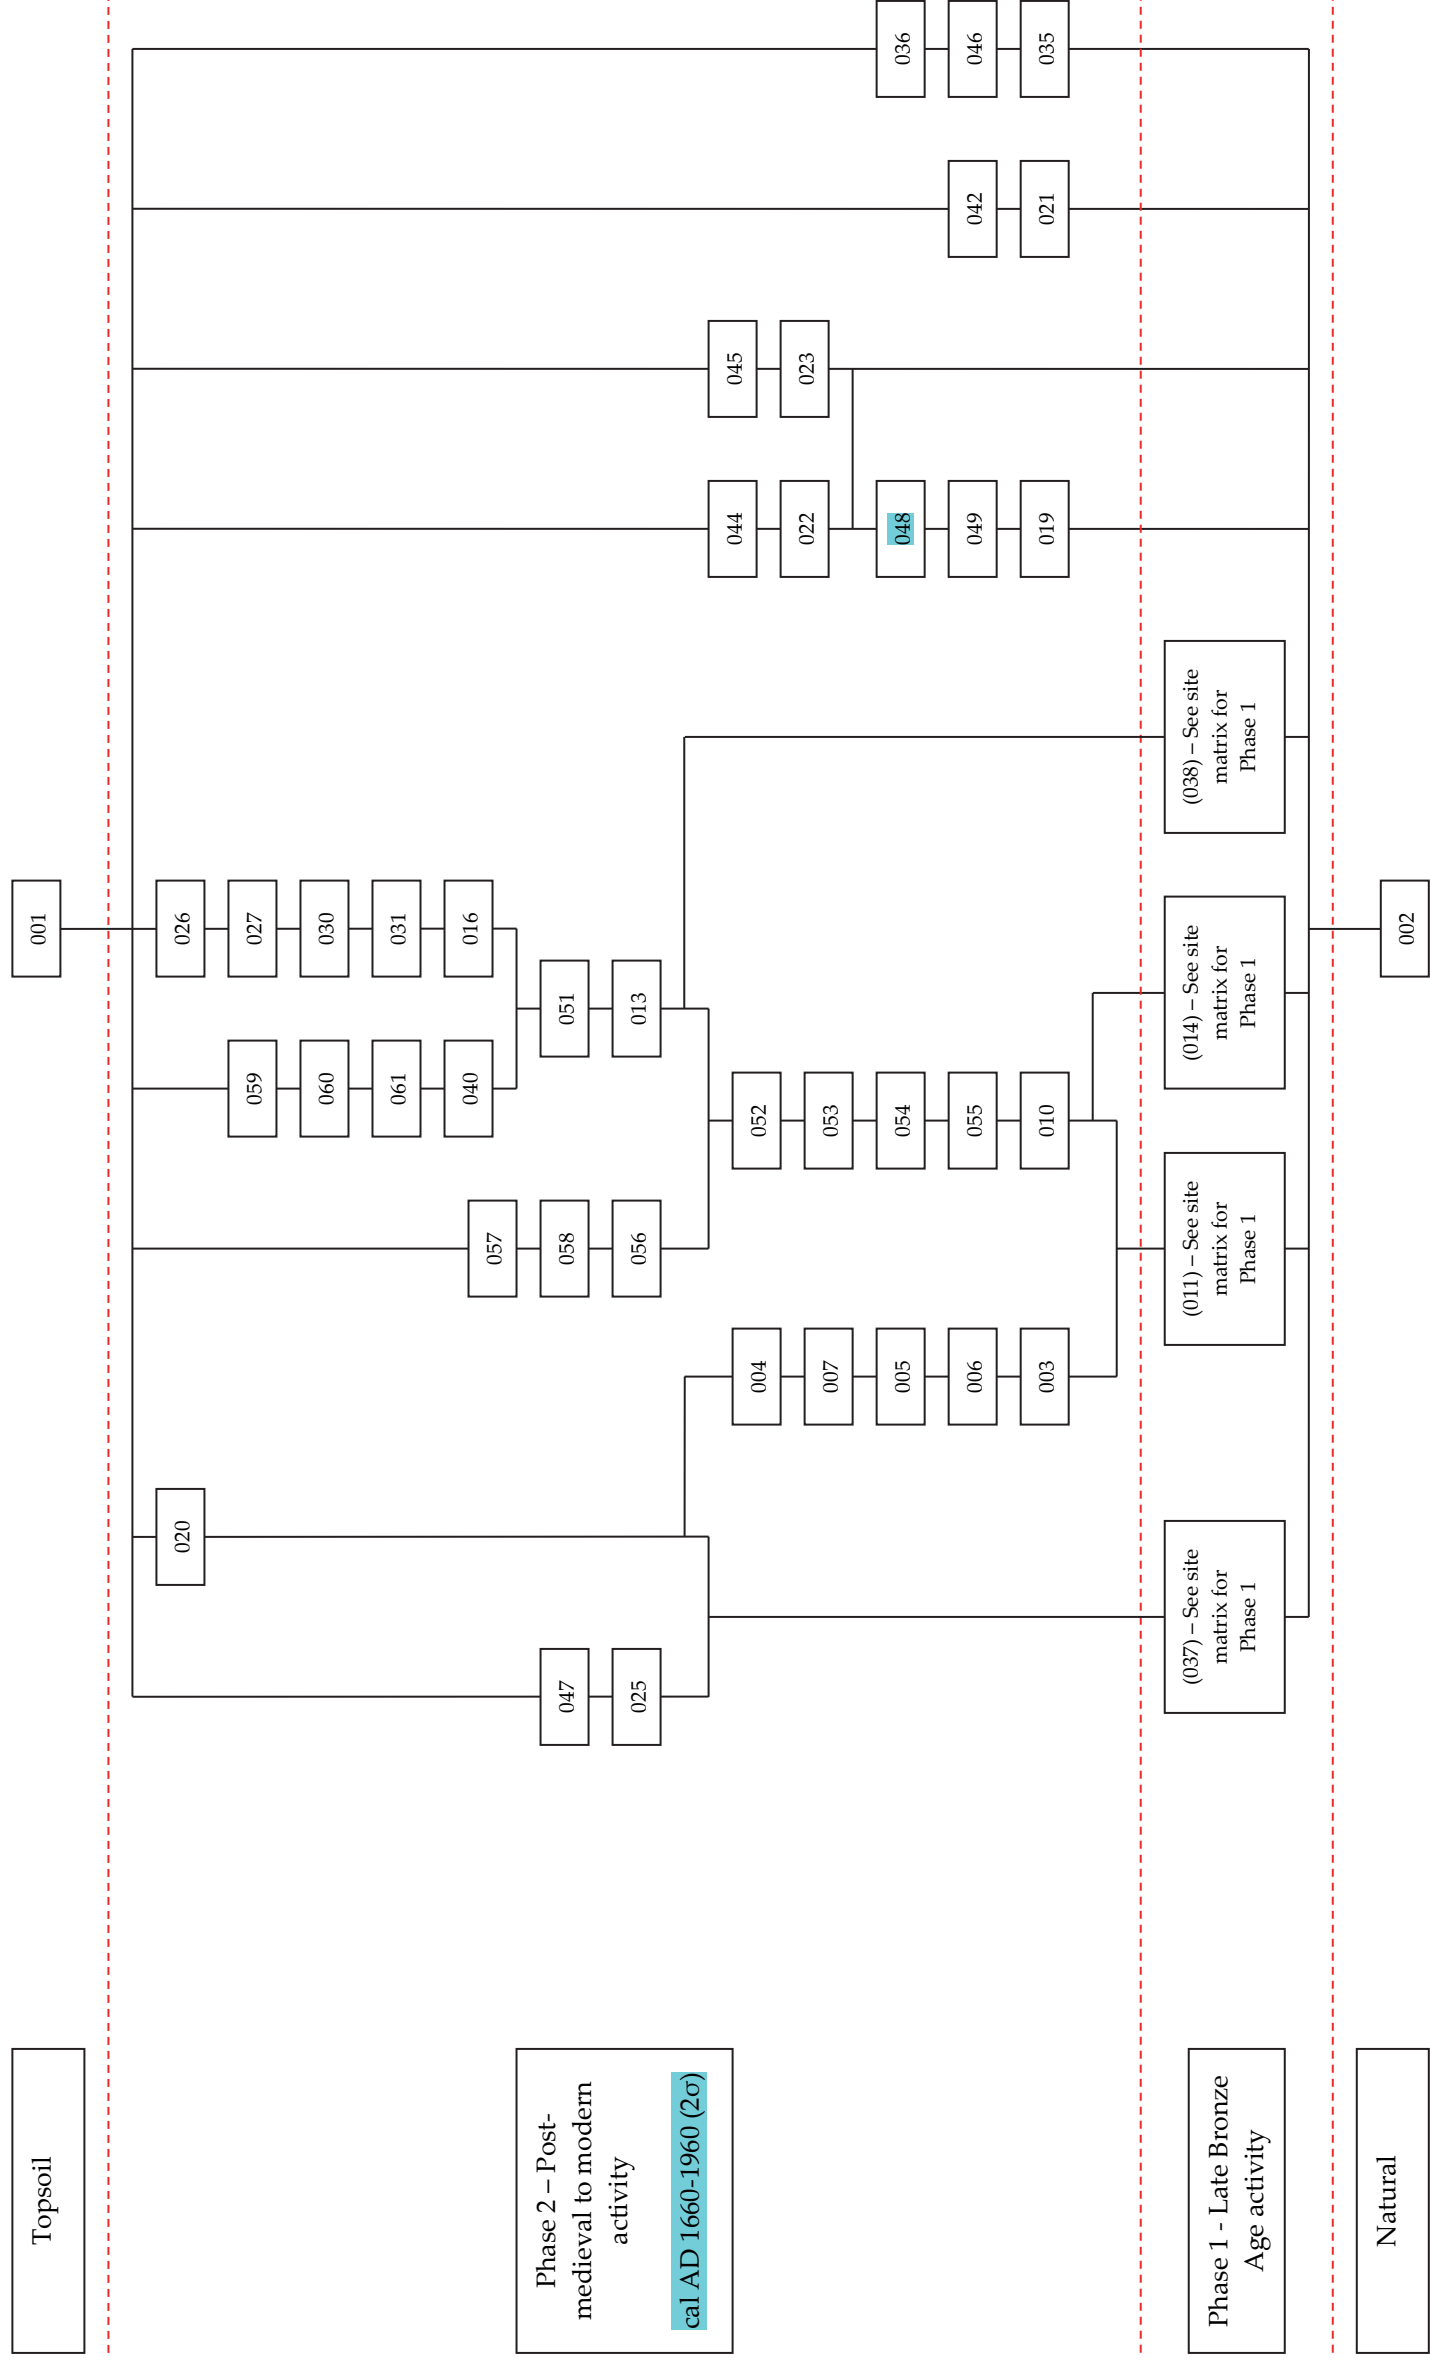 Topsoil
001
020
026
059
027
060
030
061
031
040
016
057
Phase 2 – Post-
medieval to modern
activity
cal AD 1660-1960 (2σ)
047
058
051
025
056
013
044
045
004
052
022
023
007
053
005
054
048
036
006
055
049
042
046
003
010
019
021
035
Phase 1 - Late Bronze
Age activity
(037) – See site
matrix for
Phase 1
(011) – See site
matrix for
Phase 1
(014) – See site
matrix for
Phase 1
(038) – See site
matrix for
Phase 1
Natural
002